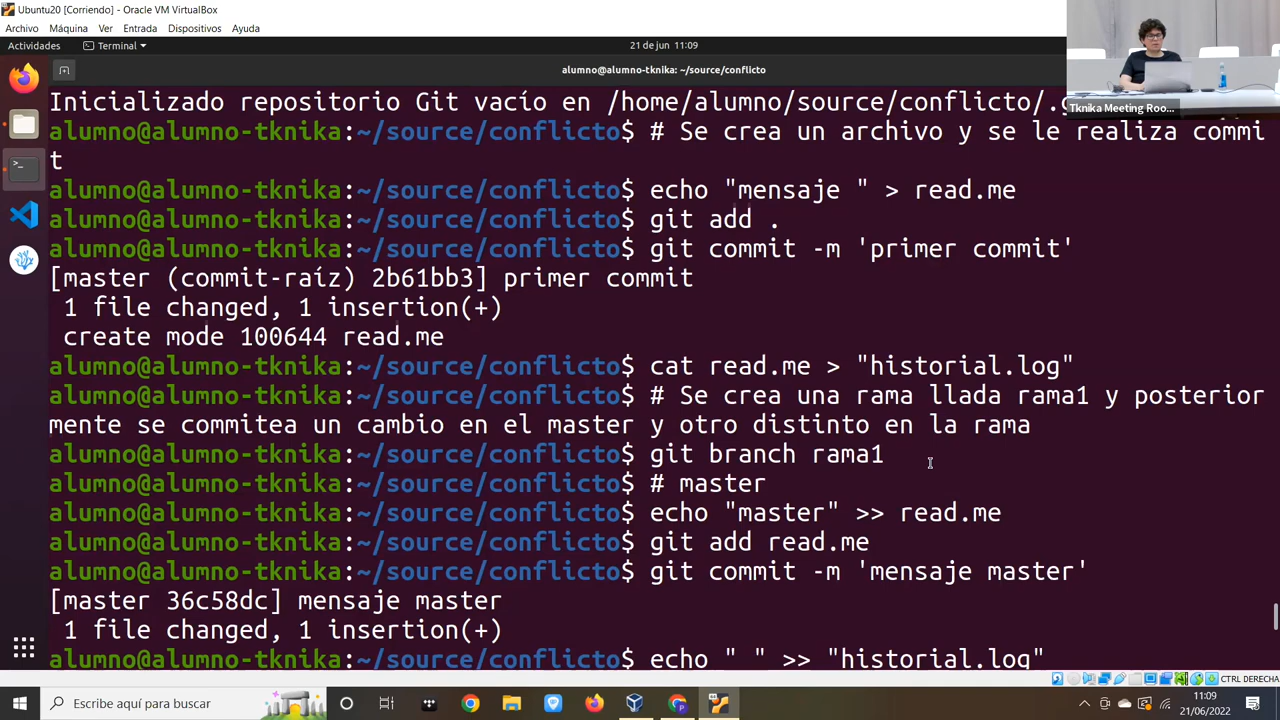 Ubuntu20 [Corriendo] - Oracle VM VirtualBox
Archivo Máquina Ver Entrada Dispositivos Ayuda
Actividades Terminal 21 de jun 11:09
alumno@alumno-tknika: ~/source/conflicto
Tknika Meeting Roo...
Inicializado repositorio Git vacío en /home/alumno/source/conflicto/.g
alumno@alumno-tknika:~/source/conflicto$ # Se crea un archivo y se le realiza commi
t
alumno@alumno-tknika:~/source/conflicto$ echo "mensaje " > read.me
alumno@alumno-tknika:~/source/conflicto$ git add .
alumno@alumno-tknika:~/source/conflicto$ git commit -m 'primer commit'
[master (commit-raíz) 2b61bb3] primer commit
1 file changed, 1 insertion(+)
create mode 100644 read.me
alumno@alumno-tknika:~/source/conflicto$ cat read.me > "historial.log"
alumno@alumno-tknika:~/source/conflicto$ # Se crea una rama llada rama1 y posterior
mente se commitea un cambio en el master y otro distinto en la rama
alumno@alumno-tknika:~/source/conflicto$ git branch rama1
alumno@alumno-tknika:~/source/conflicto$ # master
alumno@alumno-tknika:~/source/conflicto$ echo "master" >> read.me
alumno@alumno-tknika:~/source/conflicto$ git add read.me
alumno@alumno-tknika:~/source/conflicto$ git commit -m 'mensaje master'
[master 36c58dc] mensaje master
1 file changed, 1 insertion(+)
alumno@alumno-tknika:~/source/conflicto$ echo " " >> "historial.log"
CTRL DERECHA
Escribe aquí para buscar
11:09
21/06/2022